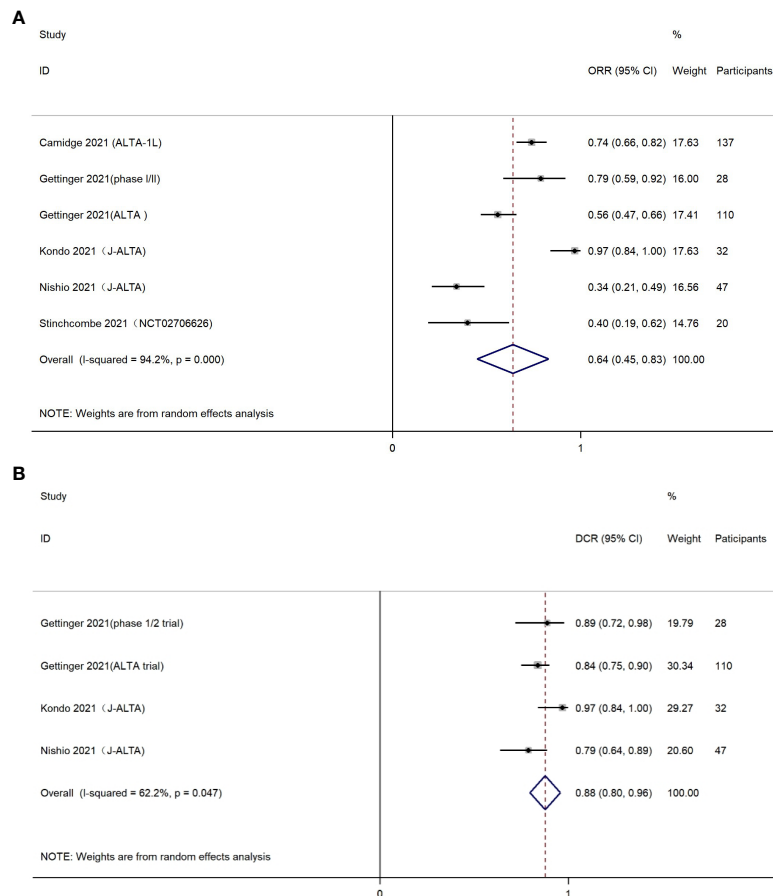 A
Study %
ID ORR (95% CI) Weight Participants
Camidge 2021 (ALTA-1L) 0.74 (0.66, 0.82) 17.63 137
Gettinger 2021(phase I/II) 0.79 (0.59, 0.92) 16.00 28
Gettinger 2021(ALTA ) 0.56 (0.47, 0.66) 17.41 110
Kondo 2021（J-ALTA) 0.97 (0.84, 1.00) 17.63 32
Nishio 2021（J-ALTA) 0.34 (0.21, 0.49) 16.56 47
Stinchcombe 2021（NCT02706626) 0.40 (0.19, 0.62) 14.76 20
Overall (I-squared = 94.2%, p = 0.000) 0.64 (0.45, 0.83) 100.00
NOTE: Weights are from random effects analysis
0 1
B
Study %
ID DCR (95% CI) Weight Paticipants
Gettinger 2021(phase 1/2 trial) 0.89 (0.72, 0.98) 19.79 28
Gettinger 2021(ALTA trial) 0.84 (0.75, 0.90) 30.34 110
Kondo 2021（J-ALTA) 0.97 (0.84, 1.00) 29.27 32
Nishio 2021（J-ALTA) 0.79 (0.64, 0.89) 20.60 47
Overall (I-squared = 62.2%, p = 0.047) 0.88 (0.80, 0.96) 100.00
NOTE: Weights are from random effects analysis
0 1